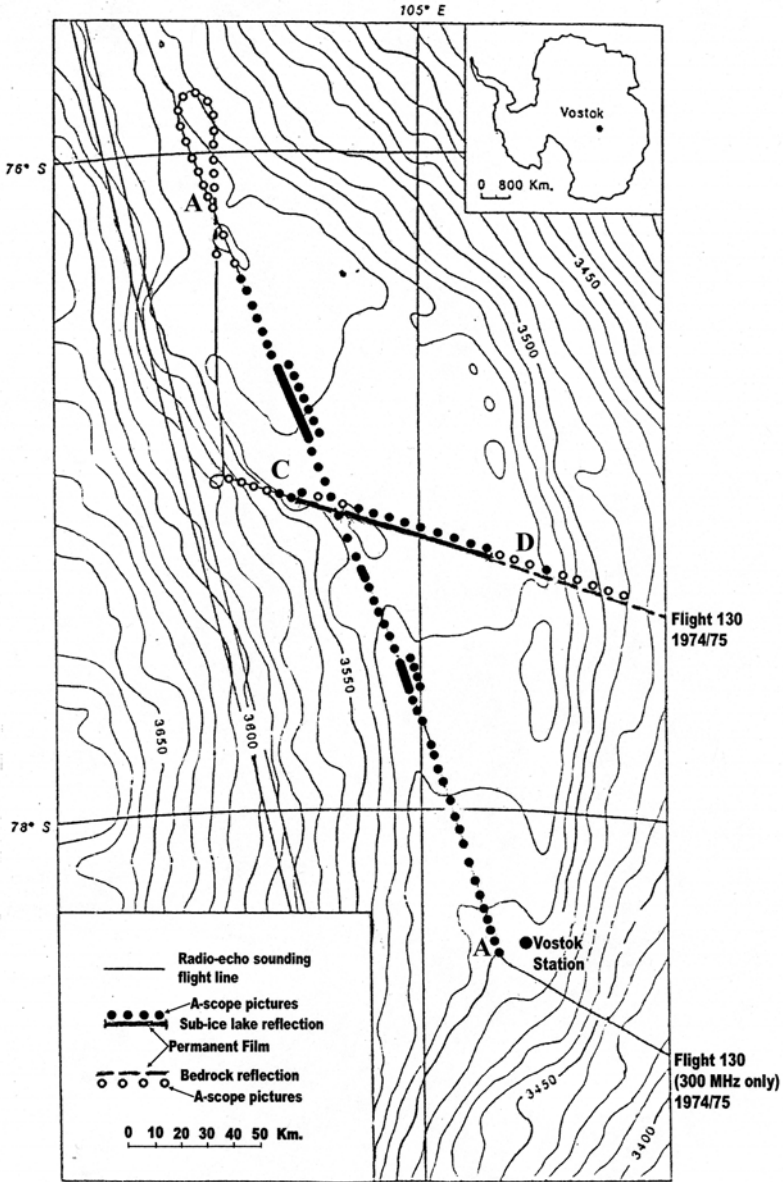 105° E
Vostok
0 800 Km.
76° S
A
3450
3500
C
D
Flight 130
1974/75
3550
3600
3650
78° S
A
Vostok
Station
Radio-echo sounding
flight line
A-scope pictures
Sub-ice lake reflection
Permanent Film
Bedrock reflection
A-scope pictures
0 10 20 30 40 50 Km.
Flight 130
(300 MHz only)
1974/75
3450
3400